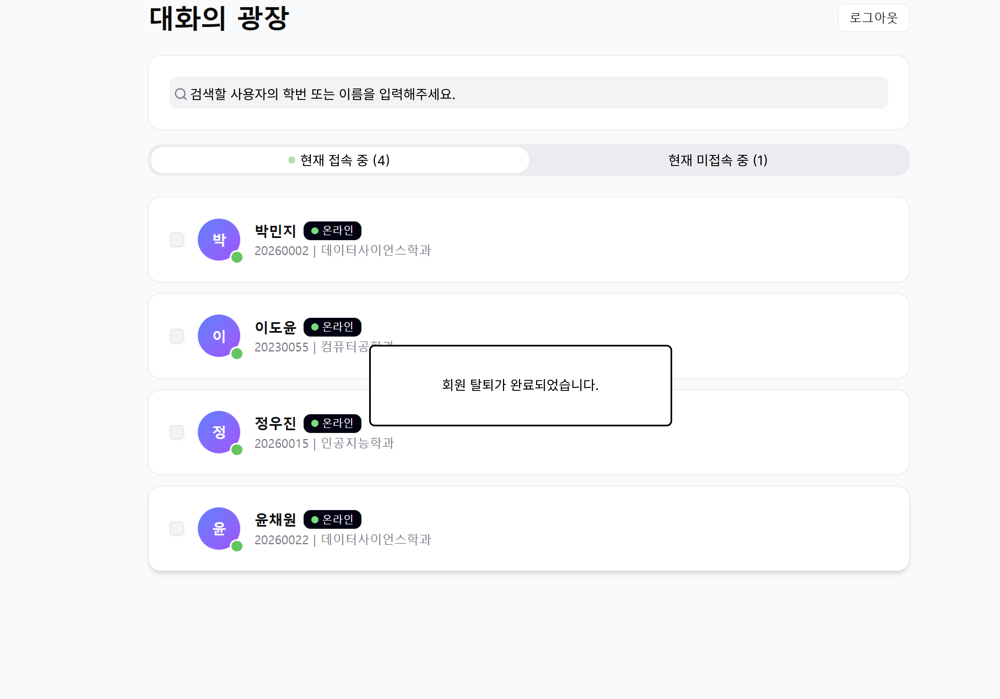 대화의 광장
로그아웃
검색할 사용자의 학번 또는 이름을 입력해주세요.
현재 접속 중 (4)
현재 미접속 중 (1)
박
박민지
온라인
20260002 | 데이터사이언스학과
이
이도윤
온라인
20230055 | 컴퓨터공학과
회원 탈퇴가 완료되었습니다.
정
정우진
온라인
20260015 | 인공지능학과
윤
윤채원
온라인
20260022 | 데이터사이언스학과